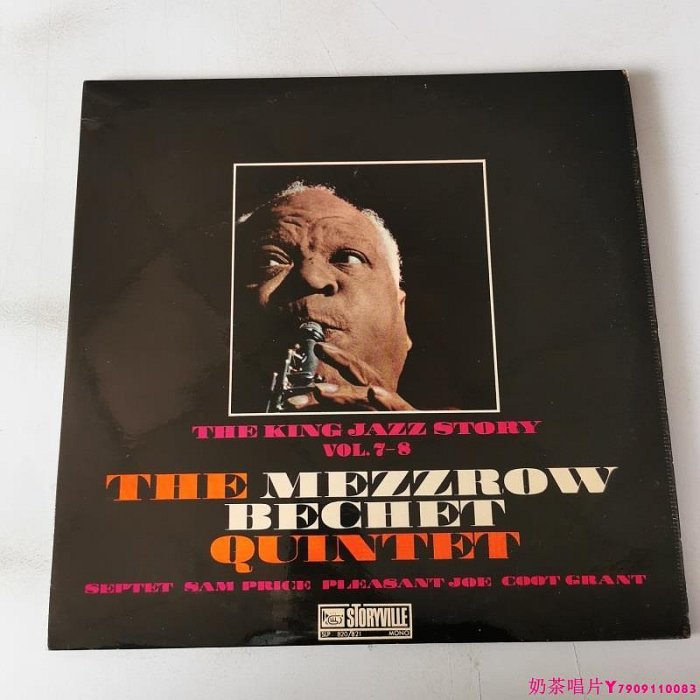 THE KING JAZZ STORY
VOL. 7-8
THE MEZZROW
BECHET
QUINTET
SEPTET SAM PRICE PLEASANT JOE COOT GRANT
STORYVILLE
SLP 820/821 MONO
奶茶唱片Y7909110083